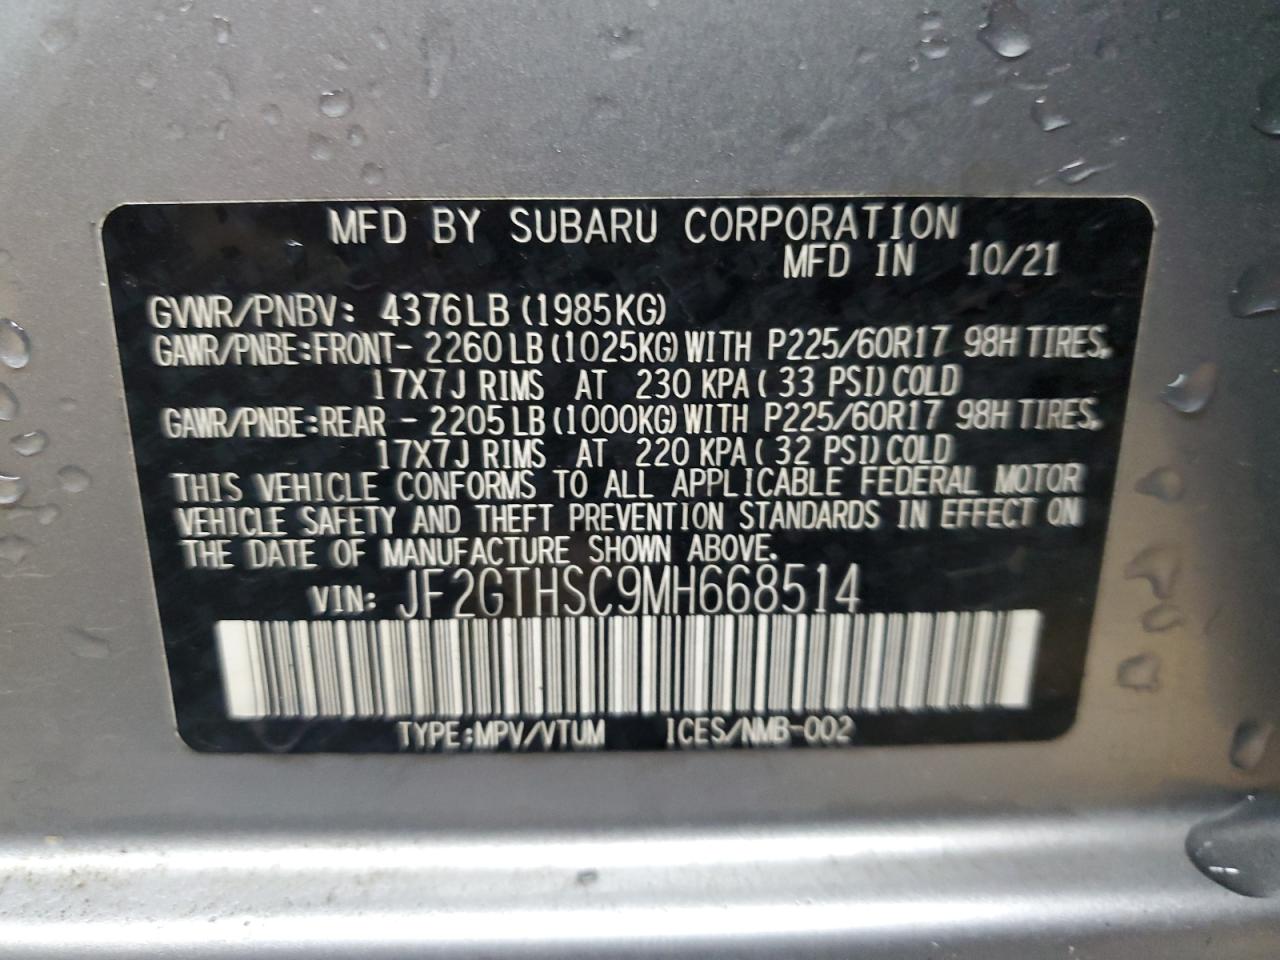 MFD BY SUBARU CORPORATION
MFD IN 10/21
GVWR/PNBV: 4376LB (1985KG)
GAWR/PNBE:FRONT- 2260 LB (1025KG) WITH P225/60R17 98H TIRES,
17X7J RIMS AT 230 KPA ( 33 PSI) COLD
GAWR/PNBE:REAR - 2205 LB (1000KG) WITH P225/60R17 98H TIRES,
17X7J RIMS AT 220 KPA ( 32 PSI) COLD
THIS VEHICLE CONFORMS TO ALL APPLICABLE FEDERAL MOTOR
VEHICLE SAFETY AND THEFT PREVENTION STANDARDS IN EFFECT ON
THE DATE OF MANUFACTURE SHOWN ABOVE.
VIN: JF2GTHSC9MH668514
TYPE:MPV/VTUM ICES/NMB-002